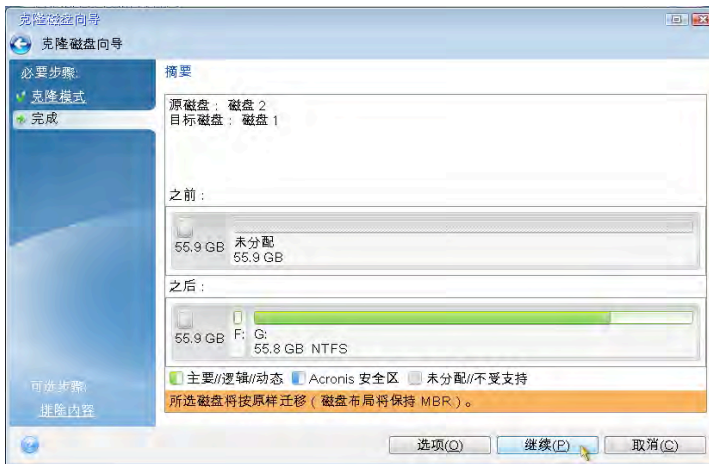 克隆磁盘向导
克隆磁盘向导
必要步骤:
克隆模式
完成
摘要
源磁盘： 磁盘 2
目标磁盘： 磁盘 1
之前：
55.9 GB 未分配
55.9 GB
之后：
55.9 GB F: G:
55.8 GB NTFS
主要//逻辑//动态 Acronis 安全区 未分配//不受支持
所选磁盘将按原样迁移（磁盘布局将保持 MBR）。
可选步骤:
排除内容
选项(O) 继续(P) 取消(C)